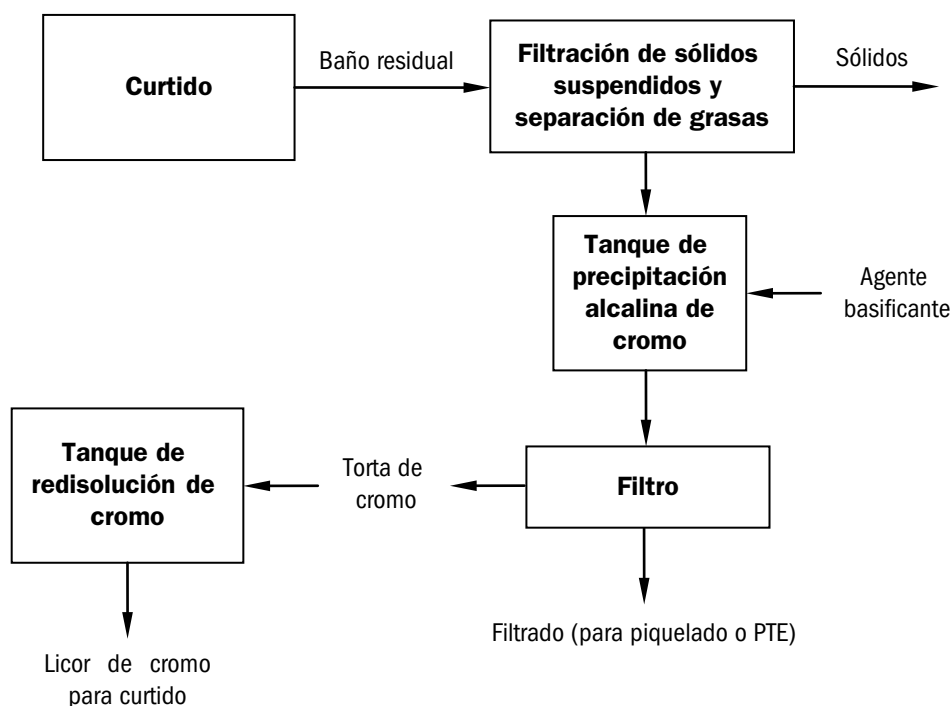 Curtido
Baño residual
Filtración de sólidos
suspendidos y
separación de grasas
Sólidos
Tanque de
precipitación
alcalina de
cromo
Agente
basificante
Tanque de
redisolución de
cromo
Torta de
cromo
Filtro
Filtrado (para piquelado o PTE)
Licor de cromo
para curtido